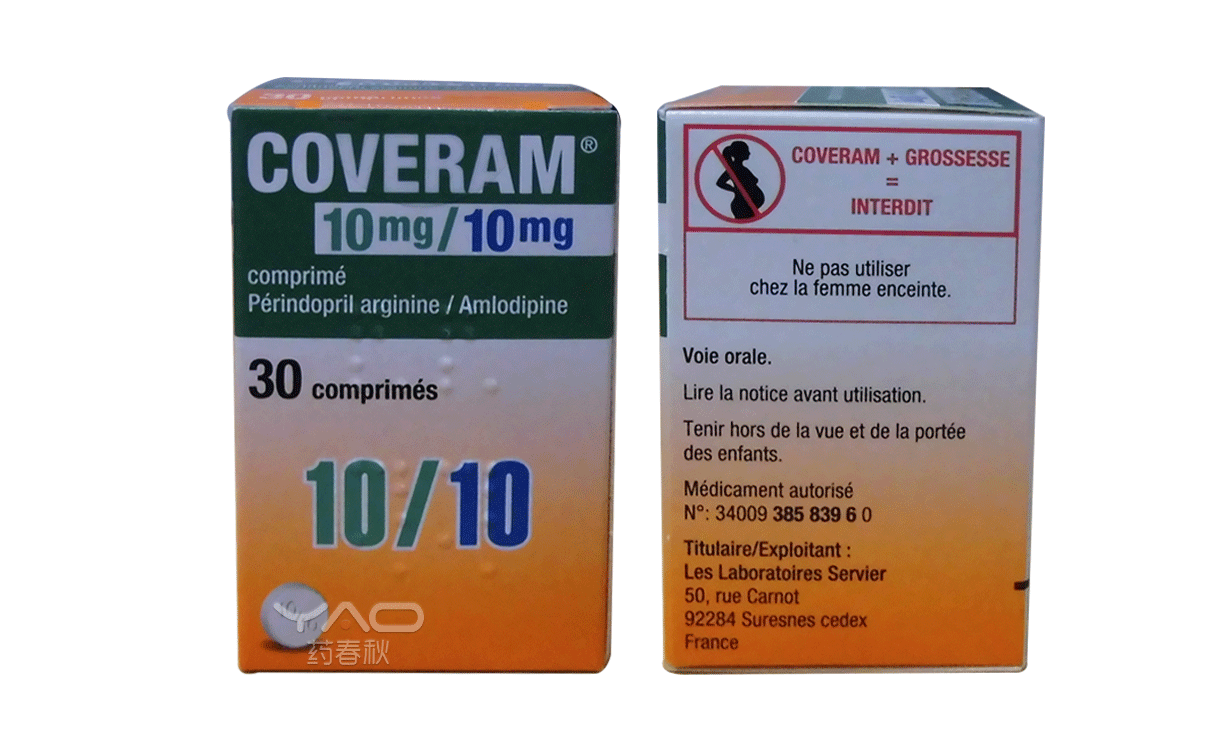 30 comprimés
COVERAM®
10mg/10mg
comprimé
Périndopril arginine / Amlodipine
30 comprimés
10/10
YAO
药春秋
COVERAM + GROSSESSE
=
INTERDIT
Ne pas utiliser
chez la femme enceinte.
Voie orale.
Lire la notice avant utilisation.
Tenir hors de la vue et de la portée
des enfants.
Médicament autorisé
N°: 34009 385 839 6 0
Titulaire/Exploitant :
Les Laboratoires Servier
50, rue Carnot
92284 Suresnes cedex
France